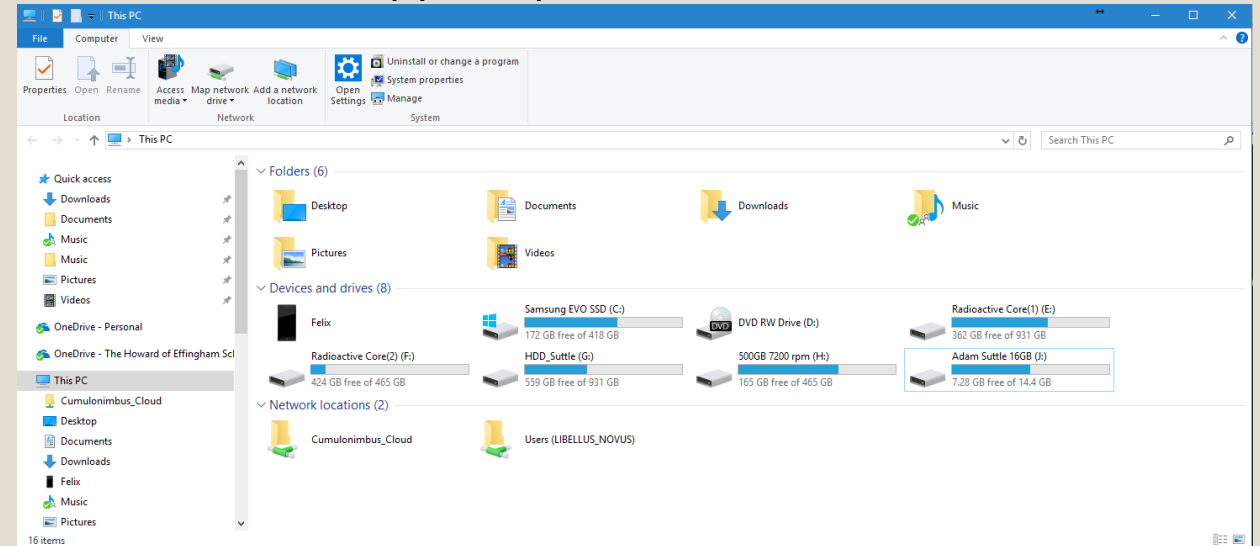 This PC
File Computer View
Properties Open Rename Access media Map network drive Add a network location Open Settings Uninstall or change a program
System properties
Manage
Location Network System
This PC Search This PC
Quick access
Downloads
Documents
Music
Music
Pictures
Videos
OneDrive - Personal
OneDrive - The Howard of Effingham Scl
This PC
Cumulonimbus_Cloud
Desktop
Documents
Downloads
Felix
Music
Pictures
Folders (6)
Desktop Documents Downloads Music
Pictures Videos
Devices and drives (8)
Felix
Samsung EVO SSD (C:)
172 GB free of 418 GB
DVD
DVD RW Drive (D:)
Radioactive Core(1) (E:)
362 GB free of 931 GB
Radioactive Core(2) (F:)
424 GB free of 465 GB
HDD_Suttle (G:)
559 GB free of 931 GB
500GB 7200 rpm (H:)
165 GB free of 465 GB
Adam Suttle 16GB (J:)
7.28 GB free of 14.4 GB
Network locations (2)
Cumulonimbus_Cloud Users (LIBELLUS_NOVUS)
16 items